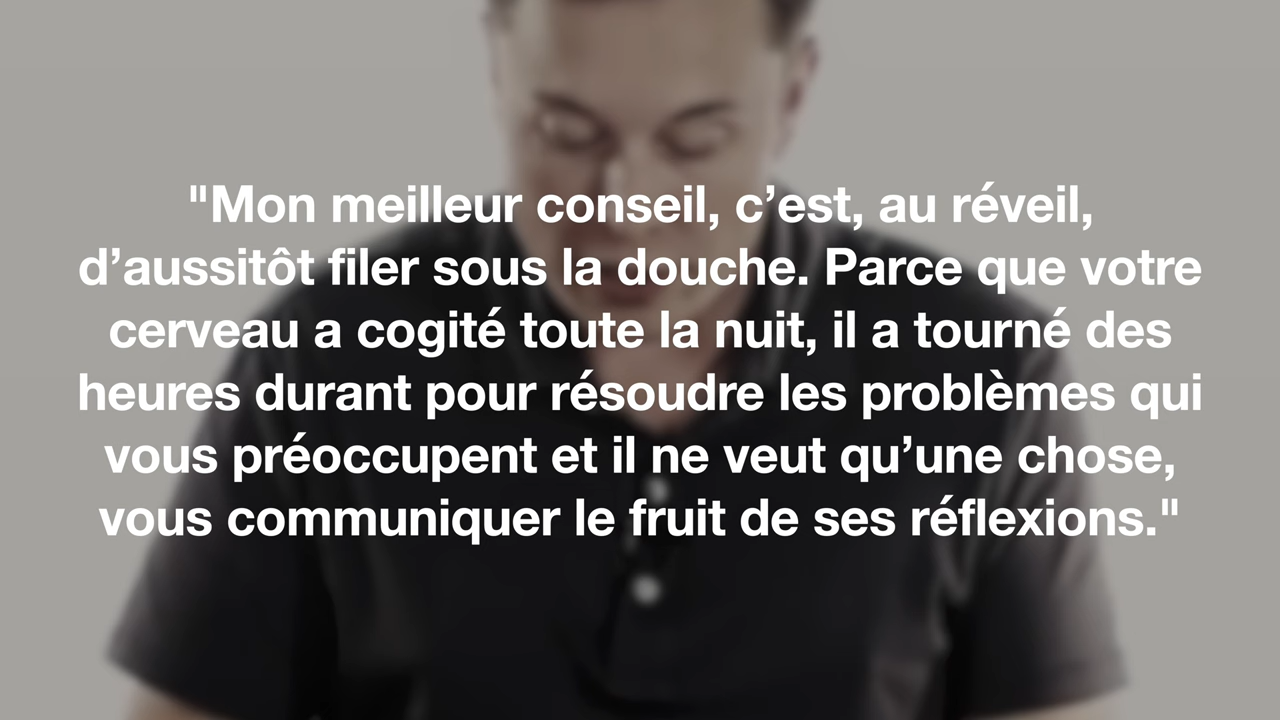 "Mon meilleur conseil, c’est, au réveil,
d’aussitôt filer sous la douche. Parce que votre
cerveau a cogité toute la nuit, il a tourné des
heures durant pour résoudre les problèmes qui
vous préoccupent et il ne veut qu’une chose,
vous communiquer le fruit de ses réflexions."